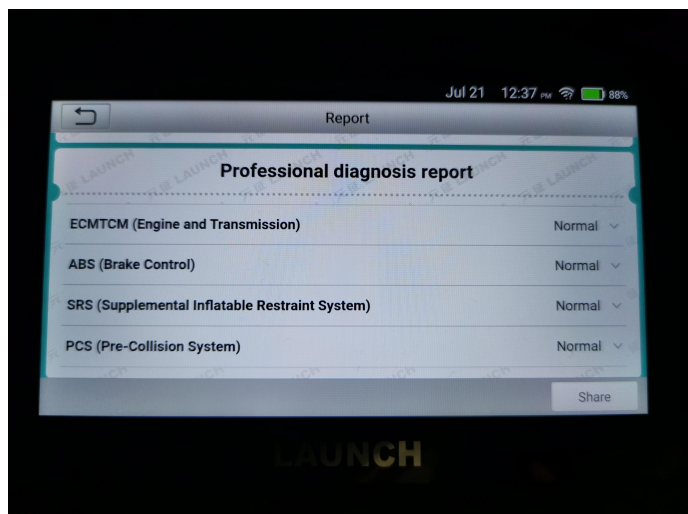 Jul 21 12:37 PM 88%
Report
Professional diagnosis report
ECMTCM (Engine and Transmission) Normal
ABS (Brake Control) Normal
SRS (Supplemental Inflatable Restraint System) Normal
PCS (Pre-Collision System) Normal
Share
LAUNCH